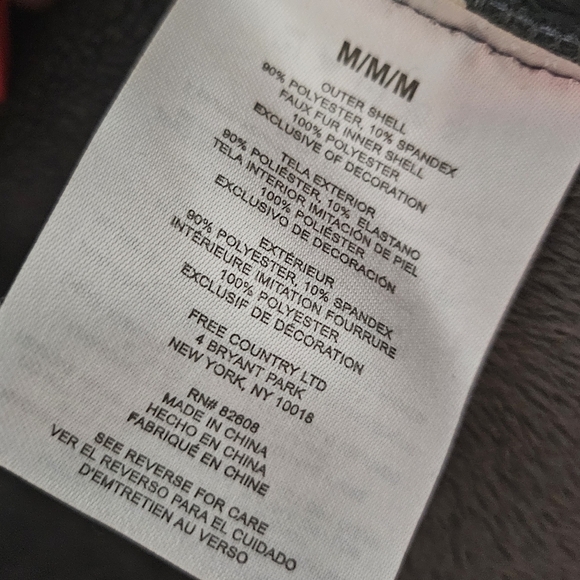 M/M/M
OUTER SHELL
90% POLYESTER, 10% SPANDEX
FAUX FUR INNER SHELL
100% POLYESTER
EXCLUSIVE OF DECORATION
TELA EXTERIOR
90% POLIÉSTER, 10% ELASTANO
TELA INTERIOR IMITACIÓN DE PIEL
100% POLIÉSTER
EXCLUSIVO DE DECORACIÓN
EXTÉRIEUR
90% POLYESTER, 10% SPANDEX
INTÉRIEURE IMITATION FOURRURE
100% POLYESTER
EXCLUSIF DE DÉCORATION
FREE COUNTRY LTD
4 BRYANT PARK
NEW YORK, NY 10018
RN# 82608
MADE IN CHINA
HECHO EN CHINA
FABRIQUÉ EN CHINE
SEE REVERSE FOR CARE
VER EL REVERSO PARA EL CUIDADO
D'EMTRETIEN AU VERSO